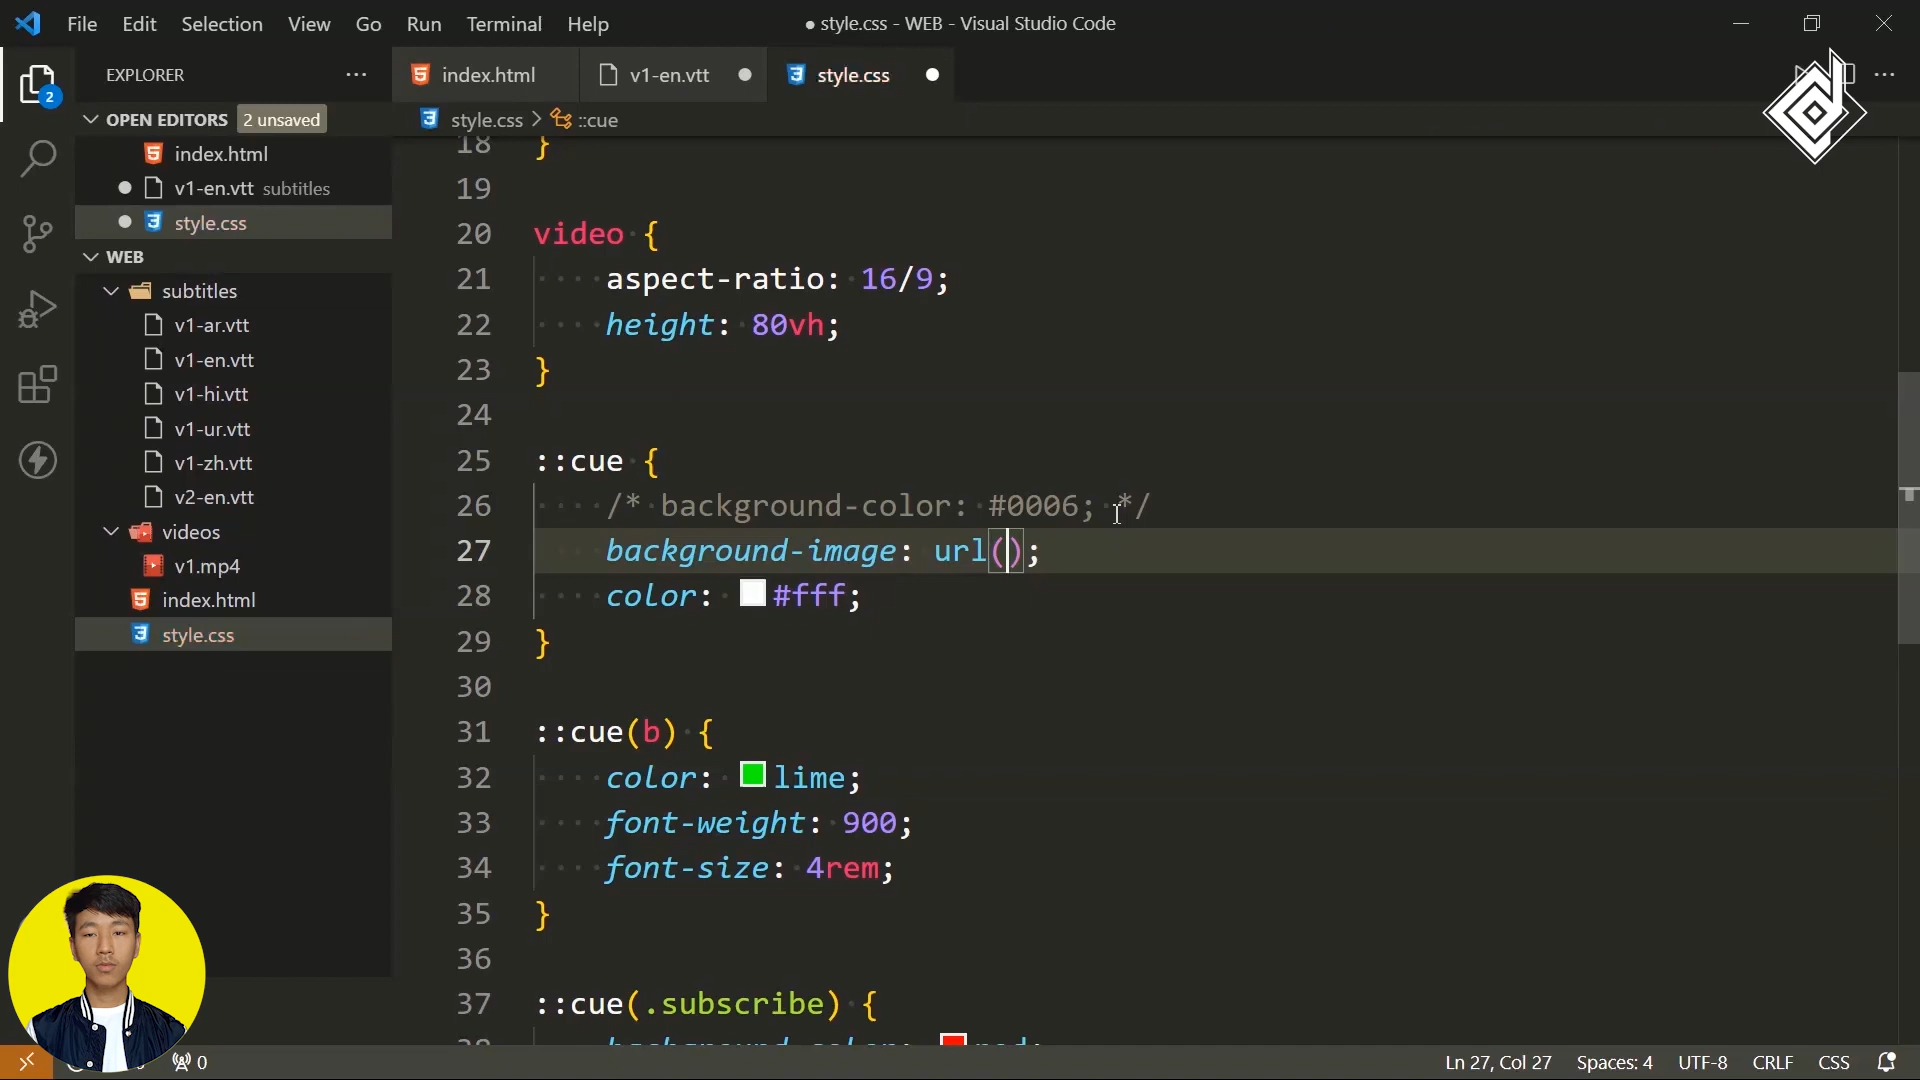 File Edit Selection View Go Run Terminal Help
● style.css - WEB - Visual Studio Code
EXPLORER
OPEN EDITORS 2 unsaved
index.html
v1-en.vtt subtitles
style.css
WEB
subtitles
v1-ar.vtt
v1-en.vtt
v1-hi.vtt
v1-ur.vtt
v1-zh.vtt
v2-en.vtt
videos
v1.mp4
index.html
style.css
2
index.html v1-en.vtt style.css
style.css > ::cue
18 }
19
20 video {
21 aspect-ratio: 16/9;
22 height: 80vh;
23 }
24
25 ::cue {
26 /* background-color: #0006; */
27 background-image: url();
28 color: #fff;
29 }
30
31 ::cue(b) {
32 color: lime;
33 font-weight: 900;
34 font-size: 4rem;
35 }
36
37 ::cue(.subscribe) {
38 background-color: red;
0
Ln 27, Col 27 Spaces: 4 UTF-8 CRLF CSS